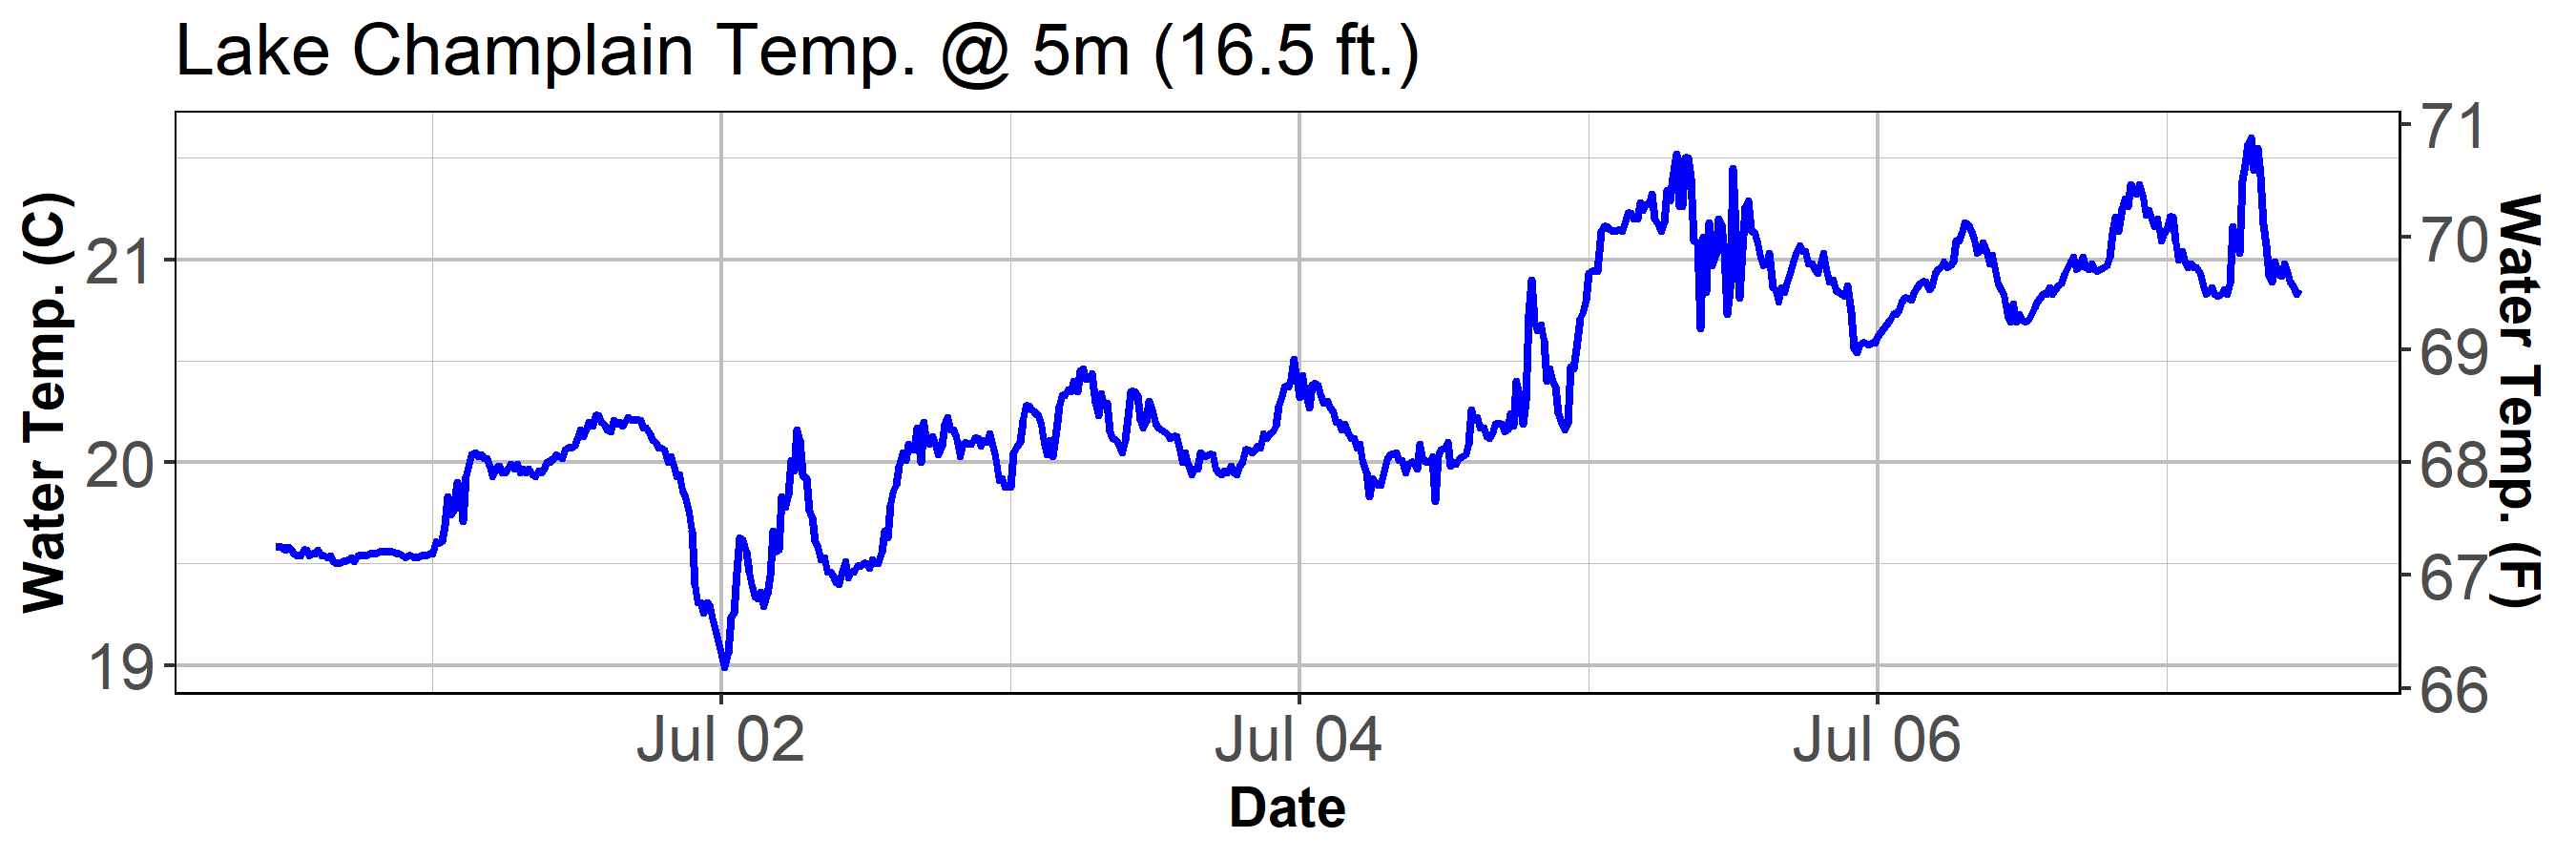 Lake Champlain Temp. @ 5m (16.5 ft.)
Water Temp. (C)
21
20
19
71
70
69
68
67
66
Water Temp. (F)
Jul 02
Jul 04
Jul 06
Date